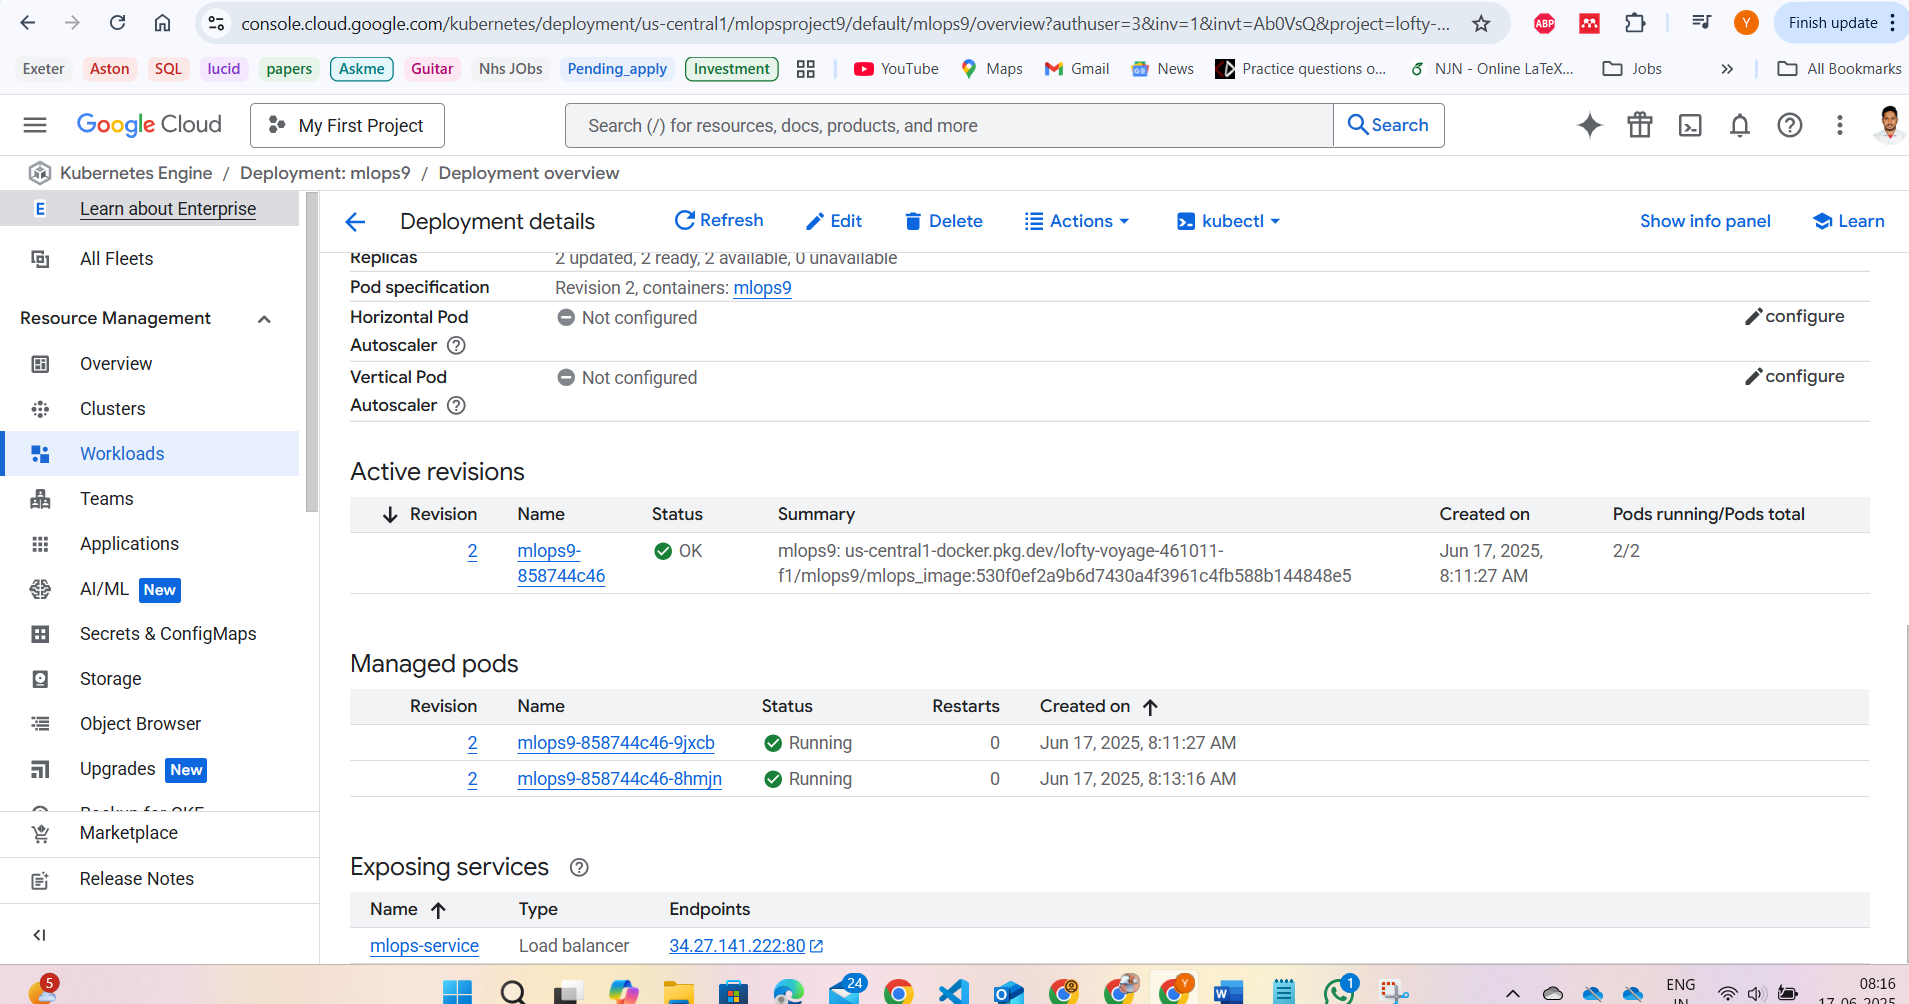 console.cloud.google.com/kubernetes/deployment/us-central1/mlopsproject9/default/mlops9/overview?authuser=3&inv=1&invt=Ab0VsQ&project=lofty-...
ABP
Y
Finish update
Exeter
Aston
SQL
lucid
papers
Askme
Guitar
Nhs JObs
Pending_apply
Investment
YouTube
Maps
Gmail
News
Practice questions o...
NJN - Online LaTeX...
Jobs
All Bookmarks
Google Cloud
My First Project
Search (/) for resources, docs, products, and more
Search
Kubernetes Engine / Deployment: mlops9 / Deployment overview
E Learn about Enterprise
All Fleets
Resource Management
Overview
Clusters
Workloads
Teams
Applications
AI/ML New
Secrets & ConfigMaps
Storage
Object Browser
Upgrades New
Backup for GKE
Marketplace
Release Notes
Deployment details
Refresh
Edit
Delete
Actions
kubectl
Show info panel
Learn
Replicas 2 updated, 2 ready, 2 available, 0 unavailable
Pod specification Revision 2, containers: mlops9
Horizontal Pod Autoscaler Not configured configure
Vertical Pod Autoscaler Not configured configure
Active revisions
Revision Name Status Summary Created on Pods running/Pods total
2 mlops9-858744c46 OK mlops9: us-central1-docker.pkg.dev/lofty-voyage-461011-f1/mlops9/mlops_image:530f0ef2a9b6d7430a4f3961c4fb588b144848e5 Jun 17, 2025, 8:11:27 AM 2/2
Managed pods
Revision Name Status Restarts Created on
2 mlops9-858744c46-9jxcb Running 0 Jun 17, 2025, 8:11:27 AM
2 mlops9-858744c46-8hmjn Running 0 Jun 17, 2025, 8:13:16 AM
Exposing services
Name Type Endpoints
mlops-service Load balancer 34.27.141.222:80
5
24
Y
1
ENG
IN
08:16
17-06-2025